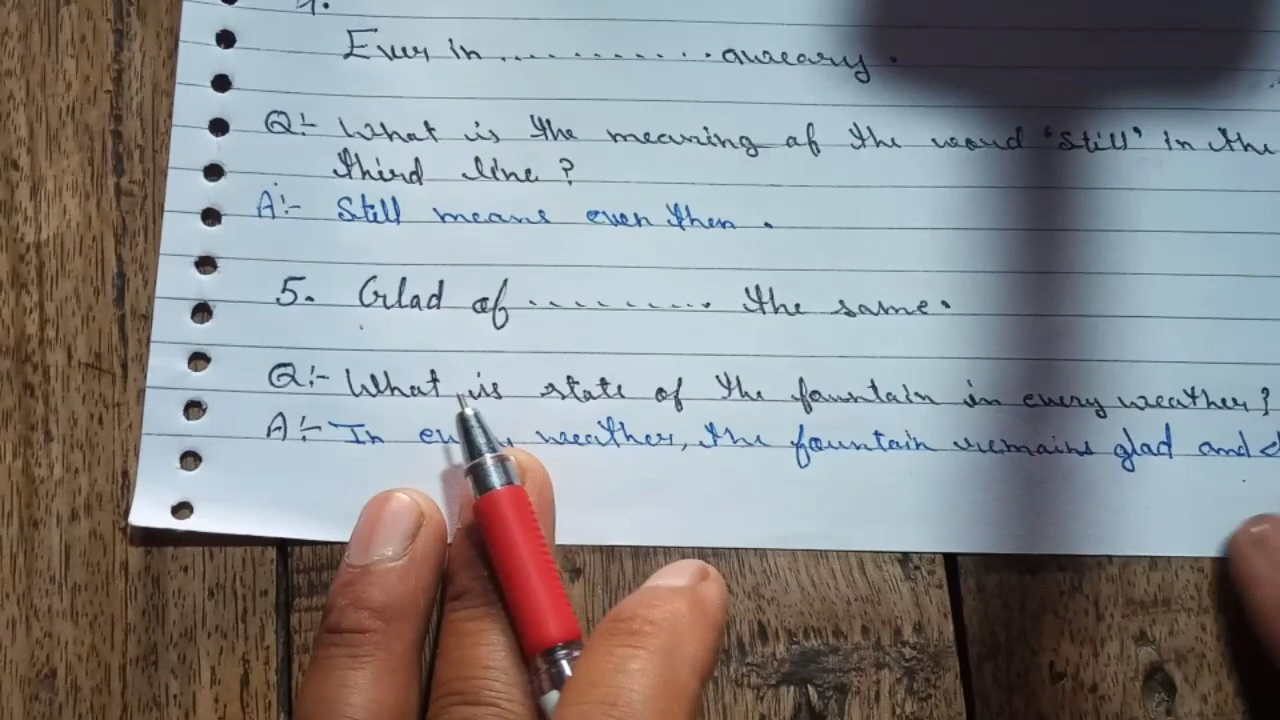 Ever in ............ aweary.
Q:- What is the meaning of the word 'Still' in the
third line?
A:- Still means even then.
5. Glad of .......... the same.
Q:- What is state of the fountain in every weather?
A:- In weather, the fountain remains glad and